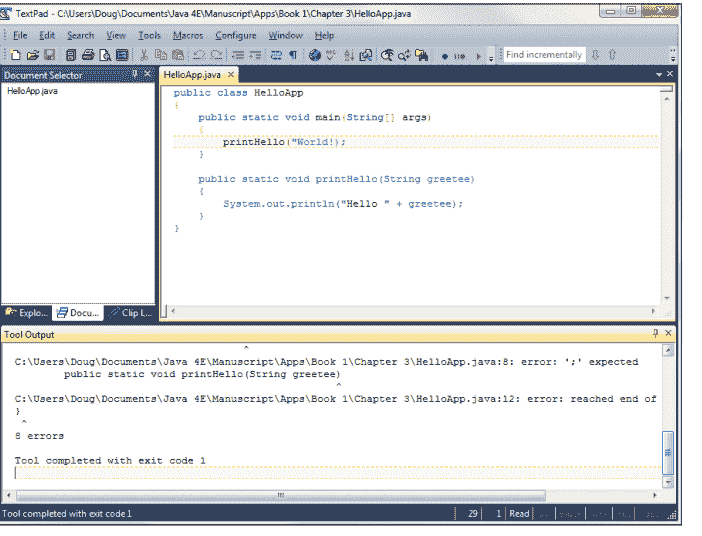 TextPad - C:\Users\Doug\Documents\Java 4E\Manuscript\Apps\Book 1\Chapter 3\HelloApp.java
File Edit Search View Tools Macros Configure Window Help
Find incrementally
Document Selector
HelloApp.java
HelloApp.java
public class HelloApp
{
public static void main(String[] args)
{
printHello("World!);
}
public static void printHello(String greetee)
{
System.out.println("Hello " + greetee);
}
}
Explo... Docu... Clip L...
Tool Output
^
C:\Users\Doug\Documents\Java 4E\Manuscript\Apps\Book 1\Chapter 3\HelloApp.java:8: error: ';' expected
public static void printHello(String greetee)
^
C:\Users\Doug\Documents\Java 4E\Manuscript\Apps\Book 1\Chapter 3\HelloApp.java:12: error: reached end of
}
^
8 errors
Tool completed with exit code 1
Tool completed with exit code 1 29 1 Read